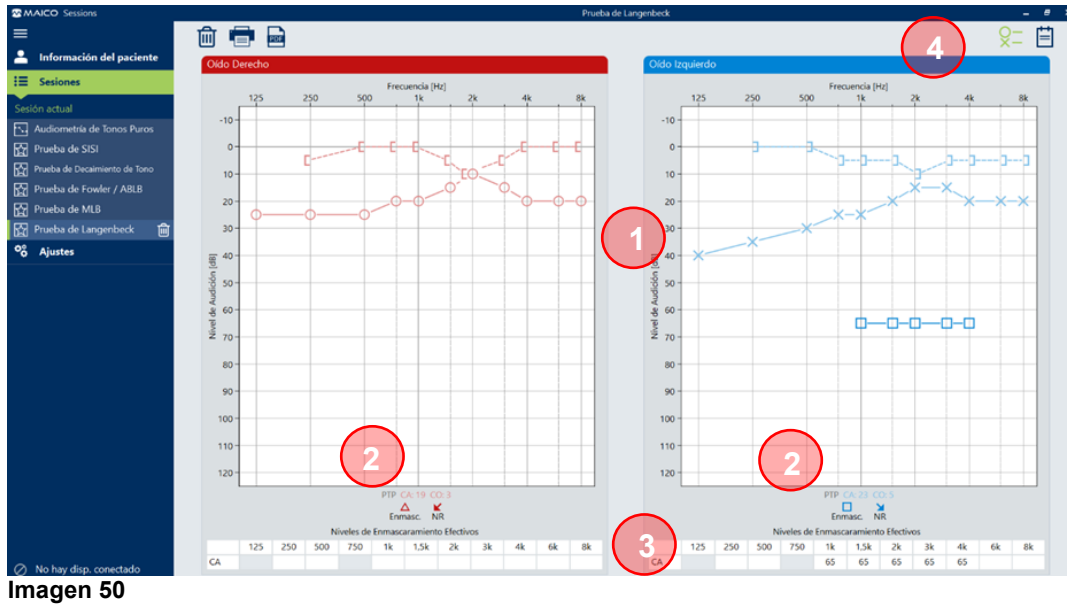 MAICO Sessions
Prueba de Langenbeck
Información del paciente
Sesiones
Sesión actual
Audiometría de Tonos Puros
Prueba de SISI
Prueba de Decaimiento de Tono
Prueba de Fowler / ABLB
Prueba de MLB
Prueba de Langenbeck
Ajustes
No hay disp. conectado
PDF
4
Oído Derecho
Frecuencia [Hz]
125 250 500 1k 2k 4k 8k
Nivel de Audición [dB]
-10
0
10
20
30
40
50
60
70
80
90
100
110
120
2
PTP CA: 19 CO: 3
Enmasc. NR
Niveles de Enmascaramiento Efectivos
125 250 500 750 1k 1,5k 2k 3k 4k 6k 8k
CA
Oído Izquierdo
Frecuencia [Hz]
125 250 500 1k 2k 4k 8k
1
Nivel de Audición [dB]
-10
0
10
20
30
40
50
60
70
80
90
100
110
120
2
PTP CA: 23 CO: 5
Enmasc. NR
Niveles de Enmascaramiento Efectivos
3
125 250 500 750 1k 1,5k 2k 3k 4k 6k 8k
CA 65 65 65 65 65
Imagen 50